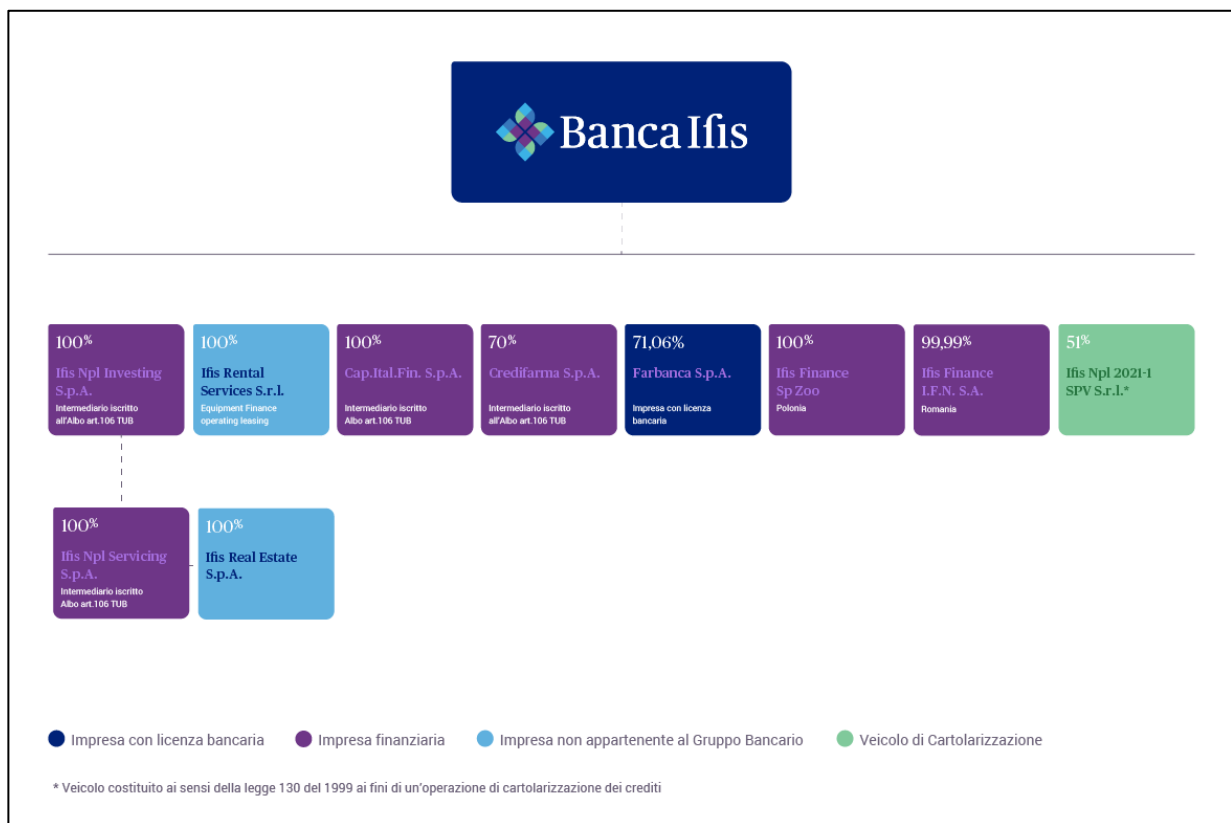 Banca Ifis
100%
Ifis Npl Investing
S.p.A.
Intermediario iscritto
all'Albo art.106 TUB
100%
Ifis Rental
Services S.r.l.
Equipment Finance
operating leasing
100%
Cap.Ital.Fin. S.p.A.
Intermediario iscritto
Albo art.106 TUB
70%
Credifarma S.p.A.
Intermediario iscritto
all'Albo art.106 TUB
71,06%
Farbanca S.p.A.
Impresa con licenza
bancaria
100%
Ifis Finance
Sp Zoo
Polonia
99,99%
Ifis Finance
I.F.N. S.A.
Romania
51%
Ifis Npl 2021-1
SPV S.r.l.*
100%
Ifis Npl Servicing
S.p.A.
Intermediario iscritto
Albo art.106 TUB
100%
Ifis Real Estate
S.p.A.
Impresa con licenza bancaria
Impresa finanziaria
Impresa non appartenente al Gruppo Bancario
Veicolo di Cartolarizzazione
* Veicolo costituito ai sensi della legge 130 del 1999 ai fini di un'operazione di cartolarizzazione dei crediti